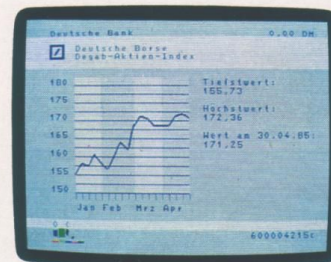 Deutsche Bank 0,00 DM
Deutsche Börse
Degab-Aktien-Index
180
175
170
165
160
155
150
Jan Feb Mrz Apr
Tiefstwert:
155,73
Höchstwert:
172,36
Wert am 30.04.85:
171,25
600004215c